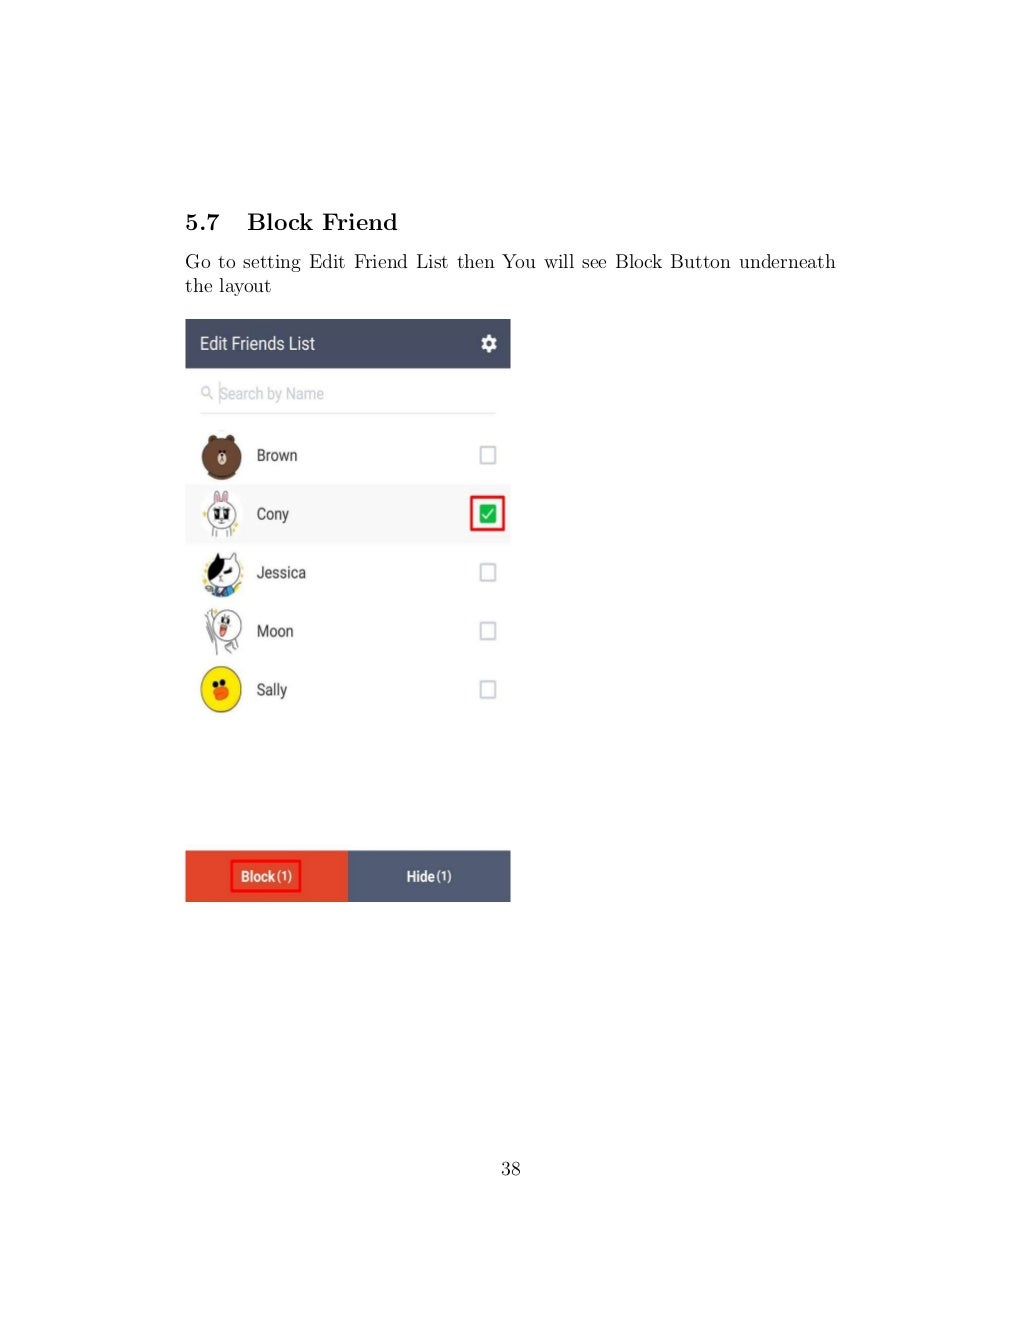 5.7 Block Friend
Go to setting Edit Friend List then You will see Block Button underneath
the layout
Edit Friends List
Search by Name
Brown
Cony
Jessica
Moon
Sally
Block(1)
Hide(1)
38